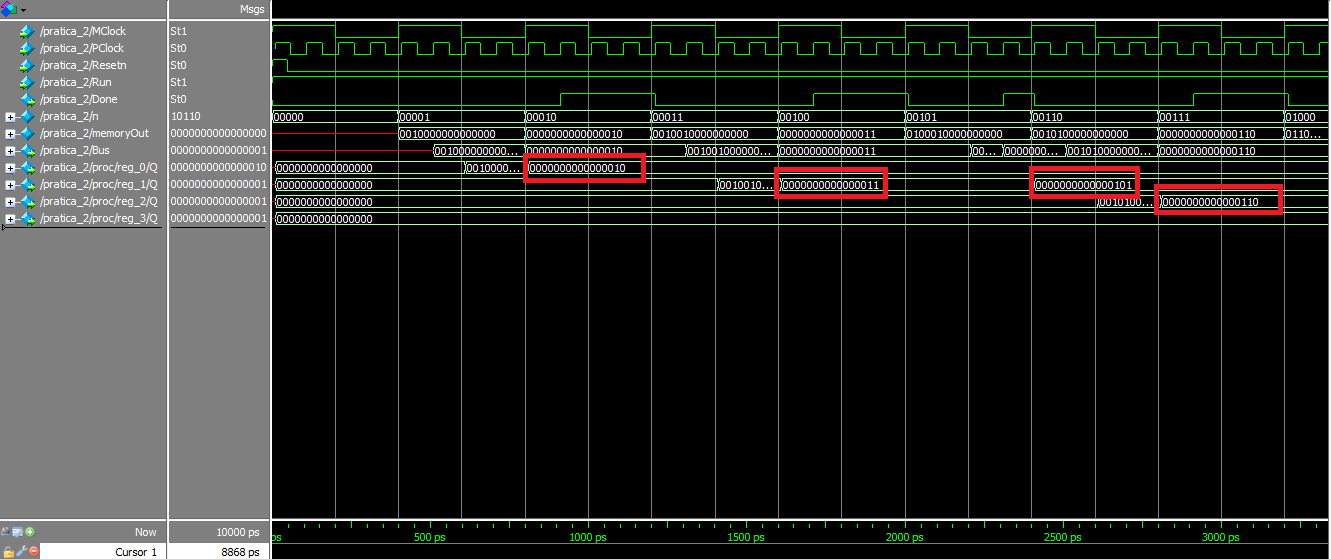 Msgs
/pratica_2/MClock St1
/pratica_2/PClock St0
/pratica_2/Resetn St0
/pratica_2/Run St1
/pratica_2/Done St0
/pratica_2/n 10110 00000 00001 00010 00011 00100 00101 00110 00111 01000
/pratica_2/memoryOut 0000000000000000 0010000000000000 0000000000000010 0010010000000000 0000000000000011 0100010000000000 0010100000000000 0000000000000110 0110...
/pratica_2/Bus 0000000000000001 001000000000... 0000000000000010 001001000000... 0000000000000011 00... 0000000... 001010000000... 0000000000000110
/pratica_2/proc/reg_0/Q 0000000000000010 0000000000000000 0010000... 0000000000000010
/pratica_2/proc/reg_1/Q 0000000000000001 0000000000000000 0010010... 0000000000000011 0000000000000101
/pratica_2/proc/reg_2/Q 0000000000000001 0000000000000000 0010100... 0000000000000110
/pratica_2/proc/reg_3/Q 0000000000000001 0000000000000000
Now 10000 ps ps 500 ps 1000 ps 1500 ps 2000 ps 2500 ps 3000 ps
Cursor 1 8868 ps